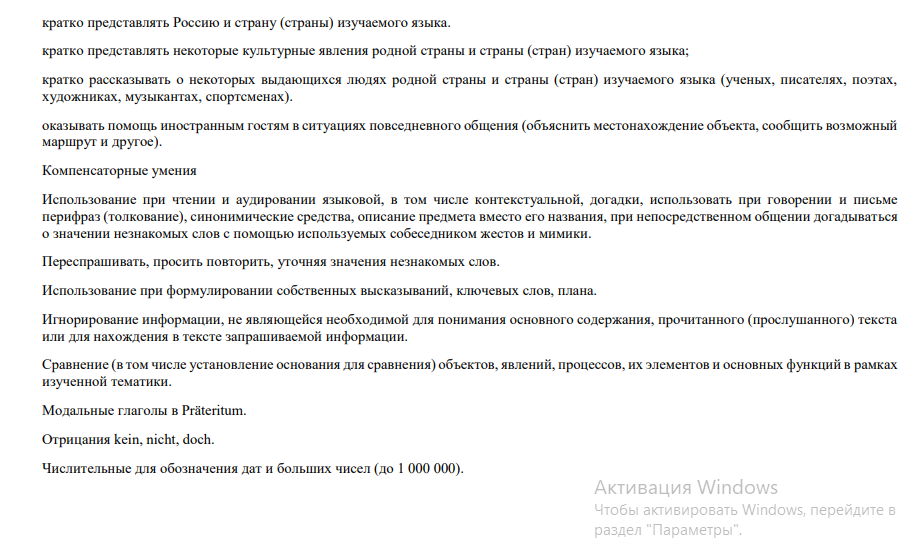 кратко представлять Россию и страну (страны) изучаемого языка.
кратко представлять некоторые культурные явления родной страны и страны (стран) изучаемого языка;
кратко рассказывать о некоторых выдающихся людях родной страны и страны (стран) изучаемого языка (ученых, писателях, поэтах,
художниках, музыкантах, спортсменах).
оказывать помощь иностранным гостям в ситуациях повседневного общения (объяснить местонахождение объекта, сообщить возможный
маршрут и другое).
Компенсаторные умения
Использование при чтении и аудировании языковой, в том числе контекстуальной, догадки, использовать при говорении и письме
перифраз (толкование), синонимические средства, описание предмета вместо его названия, при непосредственном общении догадываться
о значении незнакомых слов с помощью используемых собеседником жестов и мимики.
Переспрашивать, просить повторить, уточняя значения незнакомых слов.
Использование при формулировании собственных высказываний, ключевых слов, плана.
Игнорирование информации, не являющейся необходимой для понимания основного содержания, прочитанного (прослушанного) текста
или для нахождения в тексте запрашиваемой информации.
Сравнение (в том числе установление основания для сравнения) объектов, явлений, процессов, их элементов и основных функций в рамках
изученной тематики.
Модальные глаголы в Präteritum.
Отрицания kein, nicht, doch.
Числительные для обозначения дат и больших чисел (до 1 000 000).
Активация Windows
Чтобы активировать Windows, перейдите в
раздел "Параметры".